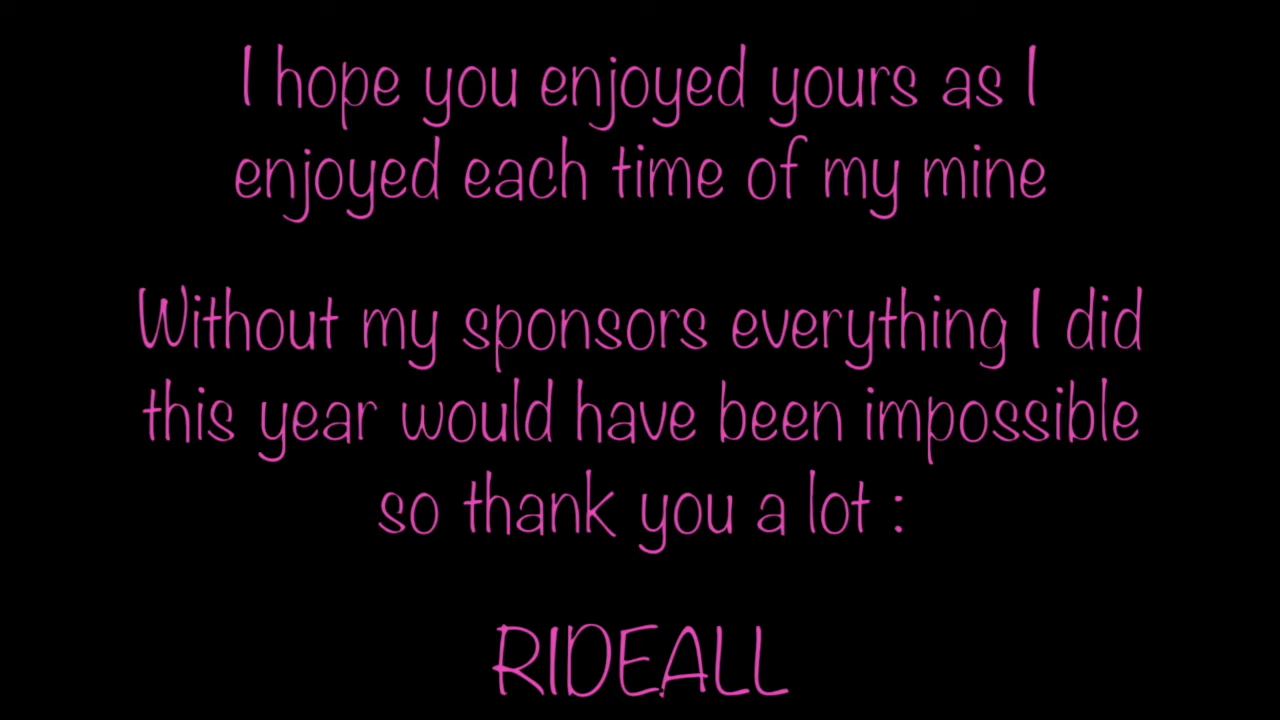 I hope you enjoyed yours as I
enjoyed each time of my mine
Without my sponsors everything I did
this year would have been impossible
so thank you a lot :
RIDEALL